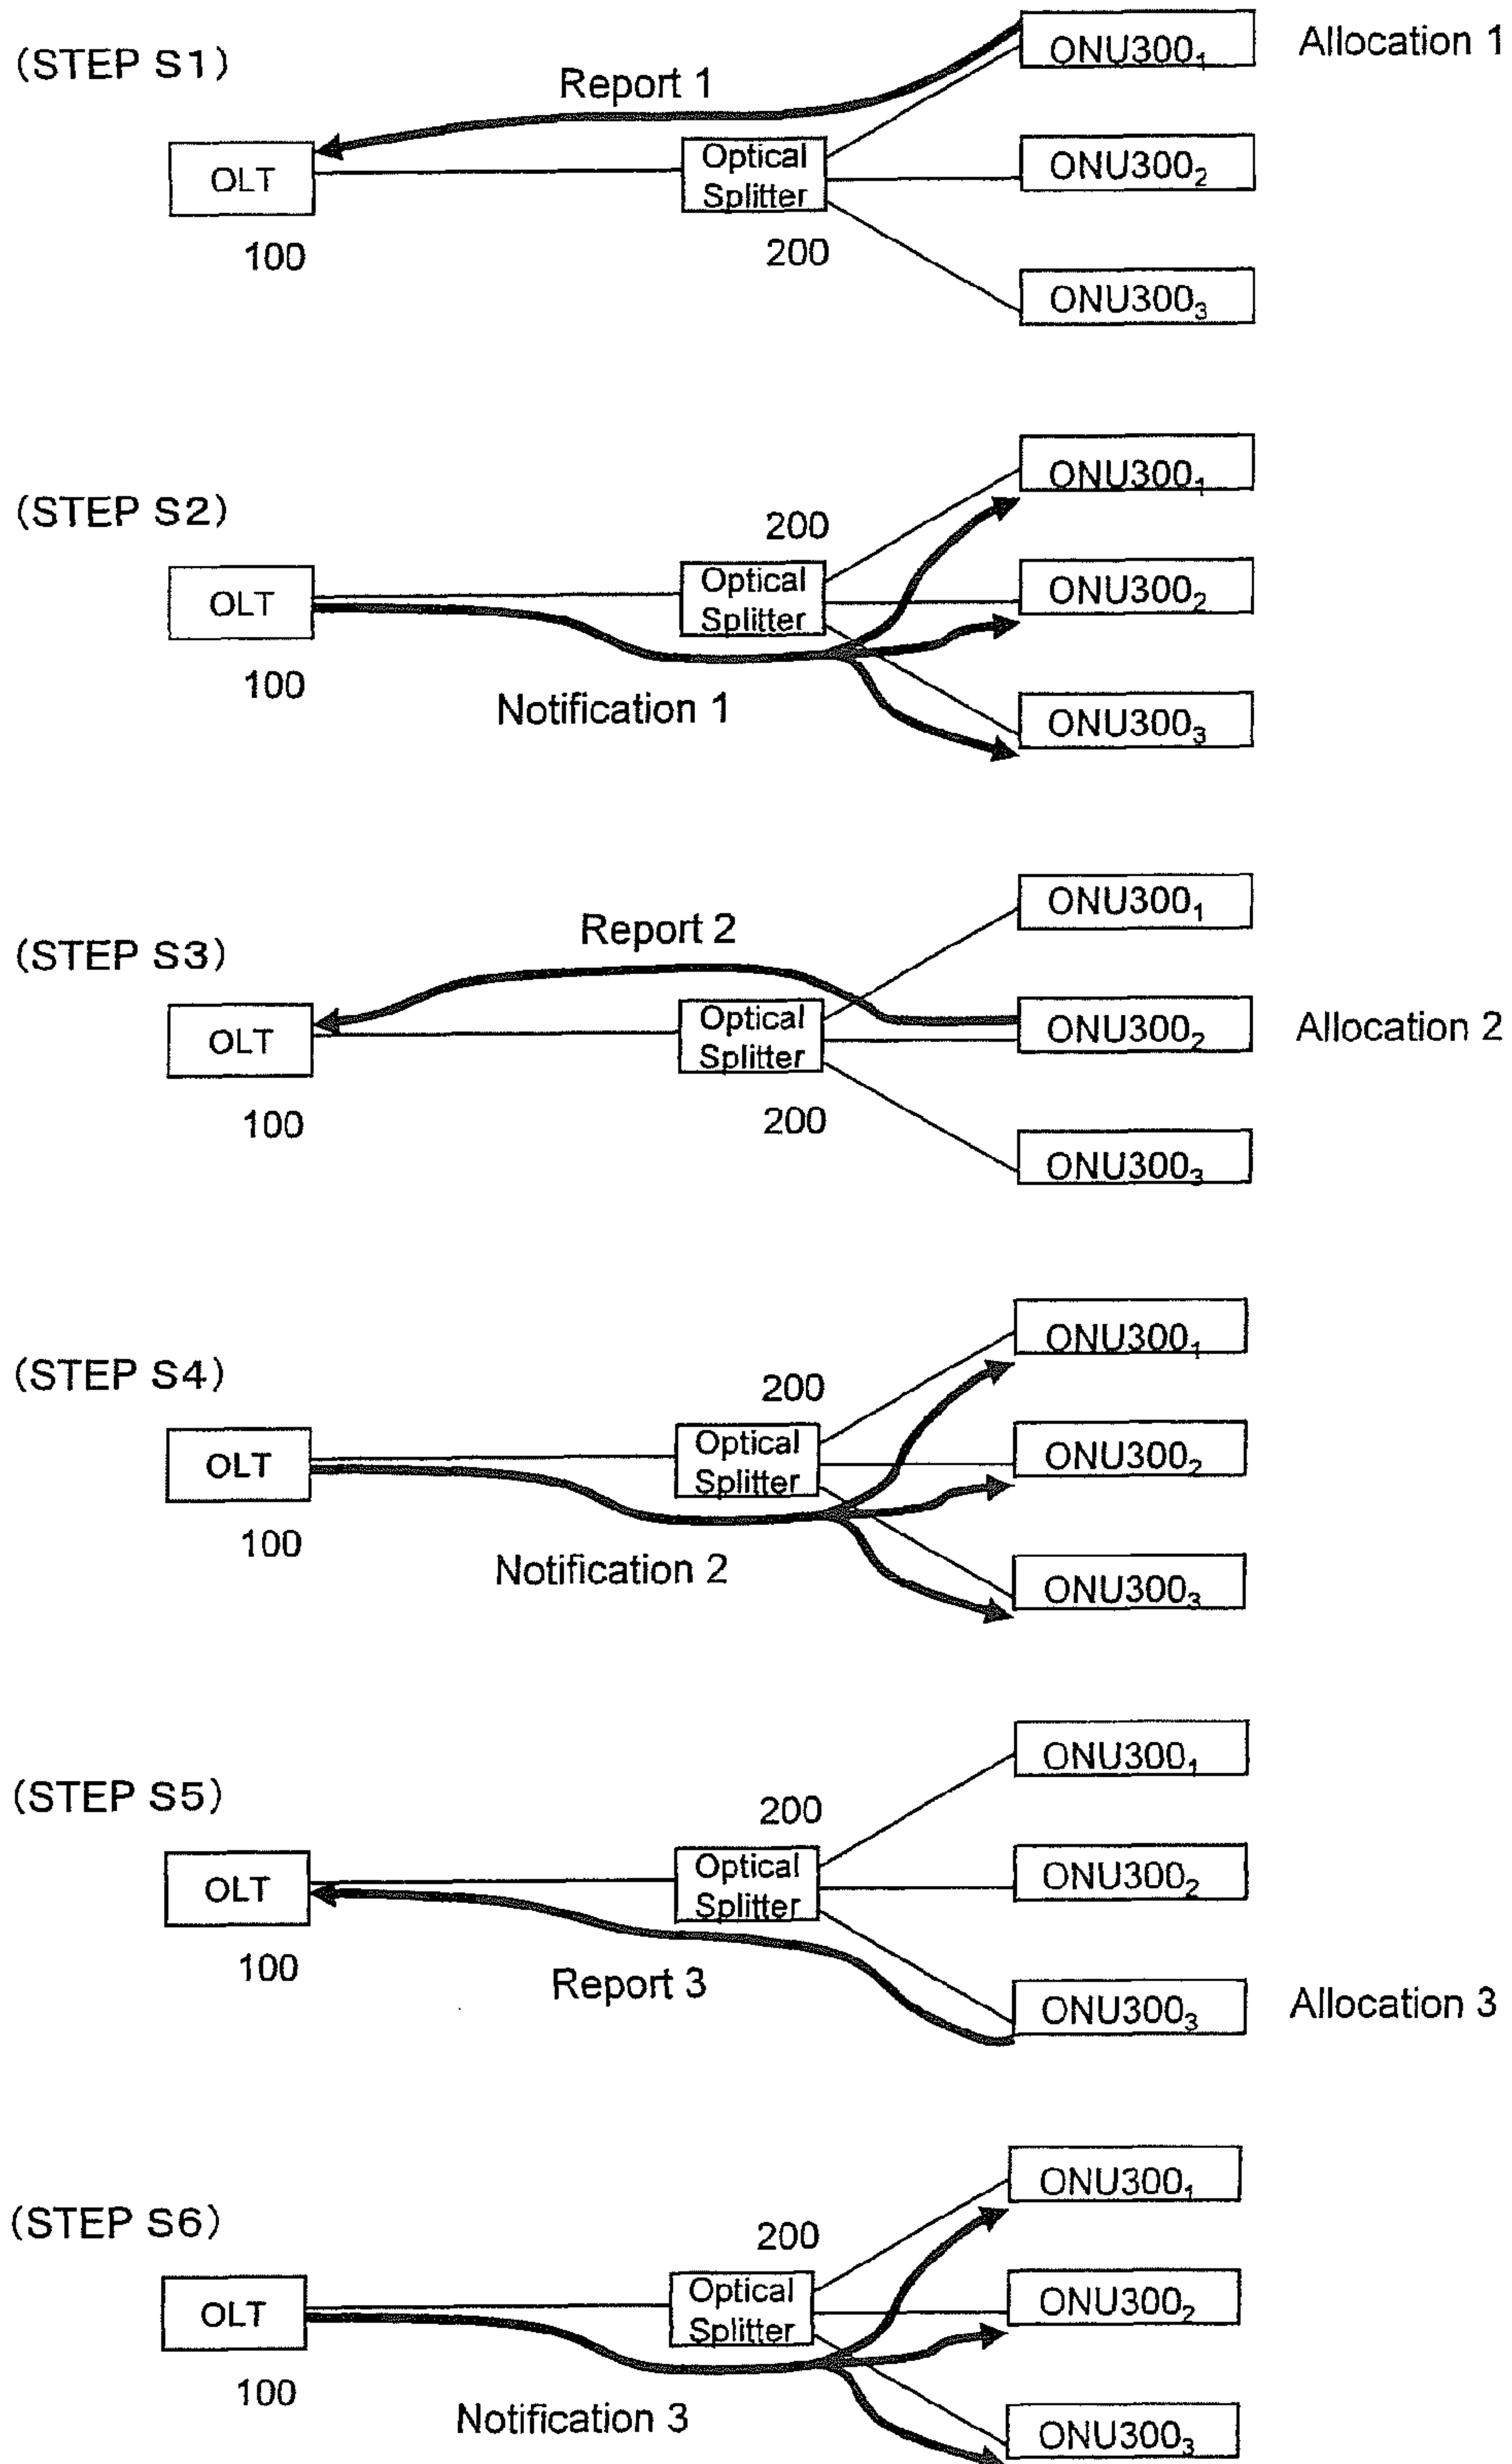 (STEP S1)
Report 1
ONU300₁
Allocation 1
OLT
Optical
Splitter
ONU300₂
100
200
ONU300₃
(STEP S2)
ONU300₁
200
OLT
Optical
Splitter
ONU300₂
100
Notification 1
ONU300₃
(STEP S3)
Report 2
ONU300₁
OLT
Optical
Splitter
ONU300₂
Allocation 2
100
200
ONU300₃
(STEP S4)
ONU300₁
200
OLT
Optical
Splitter
ONU300₂
100
Notification 2
ONU300₃
(STEP S5)
ONU300₁
200
OLT
Optical
Splitter
ONU300₂
100
Report 3
ONU300₃
Allocation 3
(STEP S6)
ONU300₁
200
OLT
Optical
Splitter
ONU300₂
100
Notification 3
ONU300₃